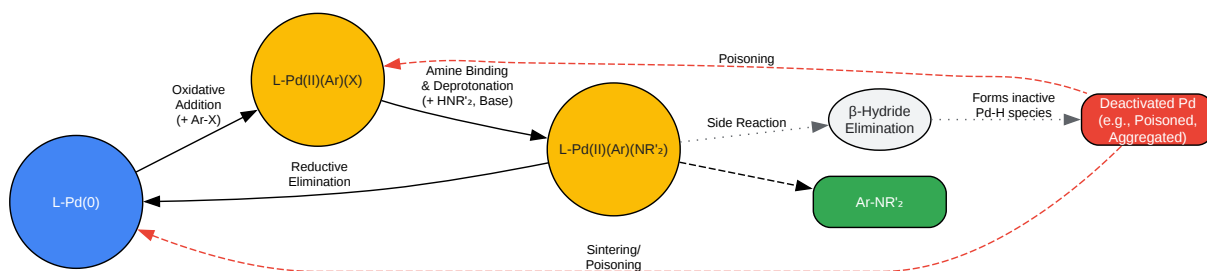 L-Pd(II)(Ar)(X)
Oxidative
Addition
(+ Ar-X)
Amine Binding
& Deprotonation
(+ HNR'₂, Base)
Poisoning
L-Pd(II)(Ar)(NR'₂)
Side Reaction
β-Hydride
Elimination
Forms inactive
Pd-H species
Deactivated Pd
(e.g., Poisoned,
Aggregated)
Reductive
Elimination
L-Pd(0)
Ar-NR'₂
Sintering/
Poisoning